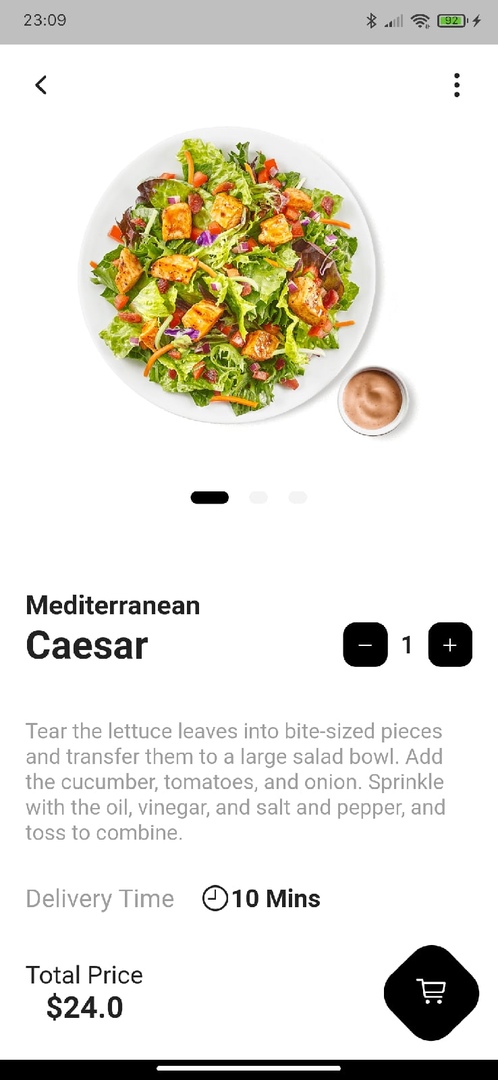 23:09
92
Mediterranean
Caesar
− 1 +
Tear the lettuce leaves into bite-sized pieces
and transfer them to a large salad bowl. Add
the cucumber, tomatoes, and onion. Sprinkle
with the oil, vinegar, and salt and pepper, and
toss to combine.
Delivery Time 10 Mins
Total Price
$24.0